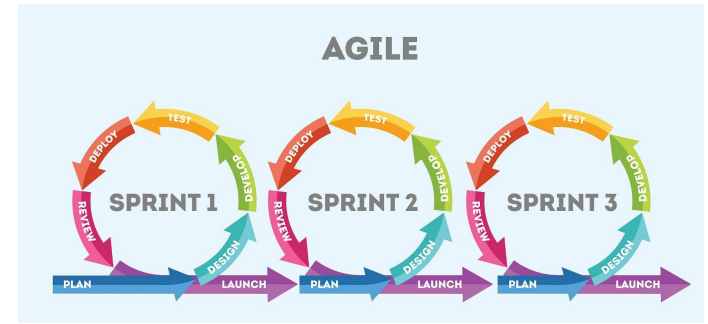 AGILE
SPRINT 1
PLAN
DESIGN
DEVELOP
TEST
DEPLOY
REVIEW
LAUNCH
SPRINT 2
PLAN
DESIGN
DEVELOP
TEST
DEPLOY
REVIEW
LAUNCH
SPRINT 3
PLAN
DESIGN
DEVELOP
TEST
DEPLOY
REVIEW
LAUNCH